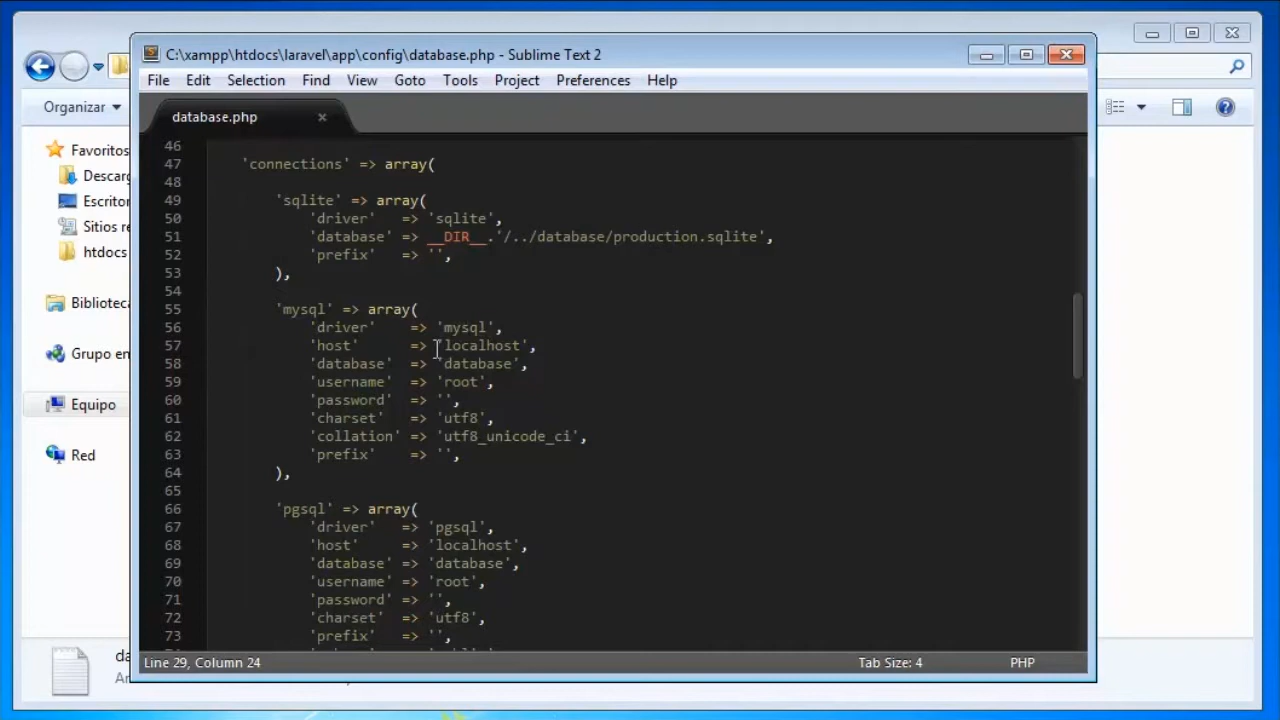 C:\xampp\htdocs\laravel\app\config\database.php - Sublime Text 2
File Edit Selection Find View Goto Tools Project Preferences Help
Organizar
database.php
Favoritos
Descarg
Escritor
Sitios re
htdocs
Biblioteca
Grupo en
Equipo
Red
46
47 'connections' => array(
48
49 'sqlite' => array(
50 'driver' => 'sqlite',
51 'database' => __DIR__.'/../database/production.sqlite',
52 'prefix' => '',
53 ),
54
55 'mysql' => array(
56 'driver' => 'mysql',
57 'host' => 'localhost',
58 'database' => 'database',
59 'username' => 'root',
60 'password' => '',
61 'charset' => 'utf8',
62 'collation' => 'utf8_unicode_ci',
63 'prefix' => '',
64 ),
65
66 'pgsql' => array(
67 'driver' => 'pgsql',
68 'host' => 'localhost',
69 'database' => 'database',
70 'username' => 'root',
71 'password' => '',
72 'charset' => 'utf8',
73 'prefix' => '',
da
Line 29, Column 24 Tab Size: 4 PHP